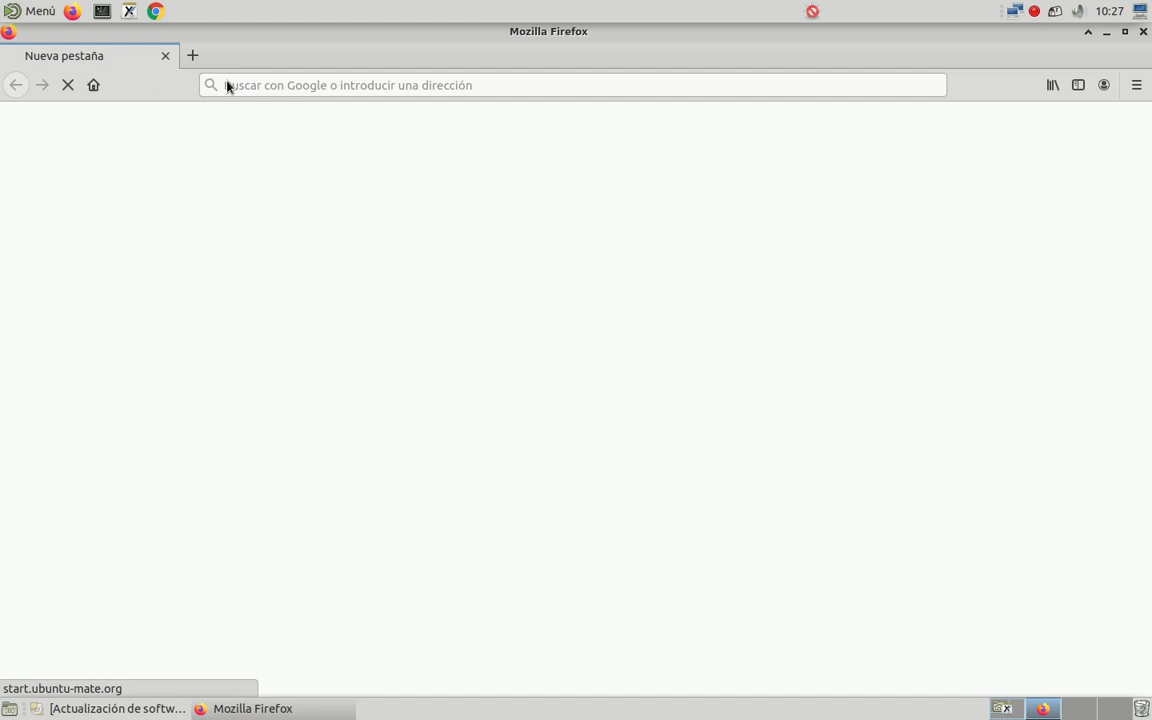 Menú
10:27
Mozilla Firefox
Nueva pestaña
uscar con Google o introducir una dirección
start.ubuntu-mate.org
[Actualización de softw...
Mozilla Firefox